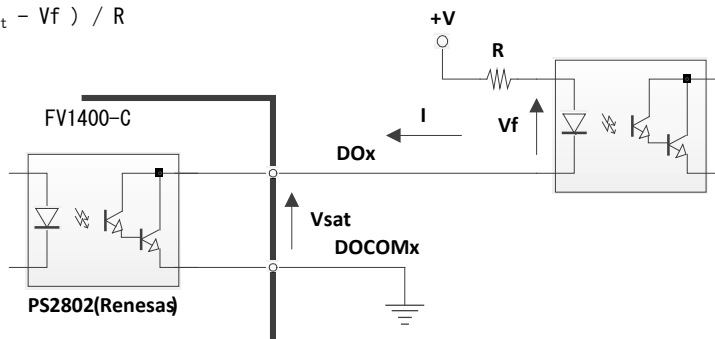 t − Vf ) / R
+V
R
FV1400-C
I
Vf
DOx
Vsat
DOCOMx
PS2802(Renesas)